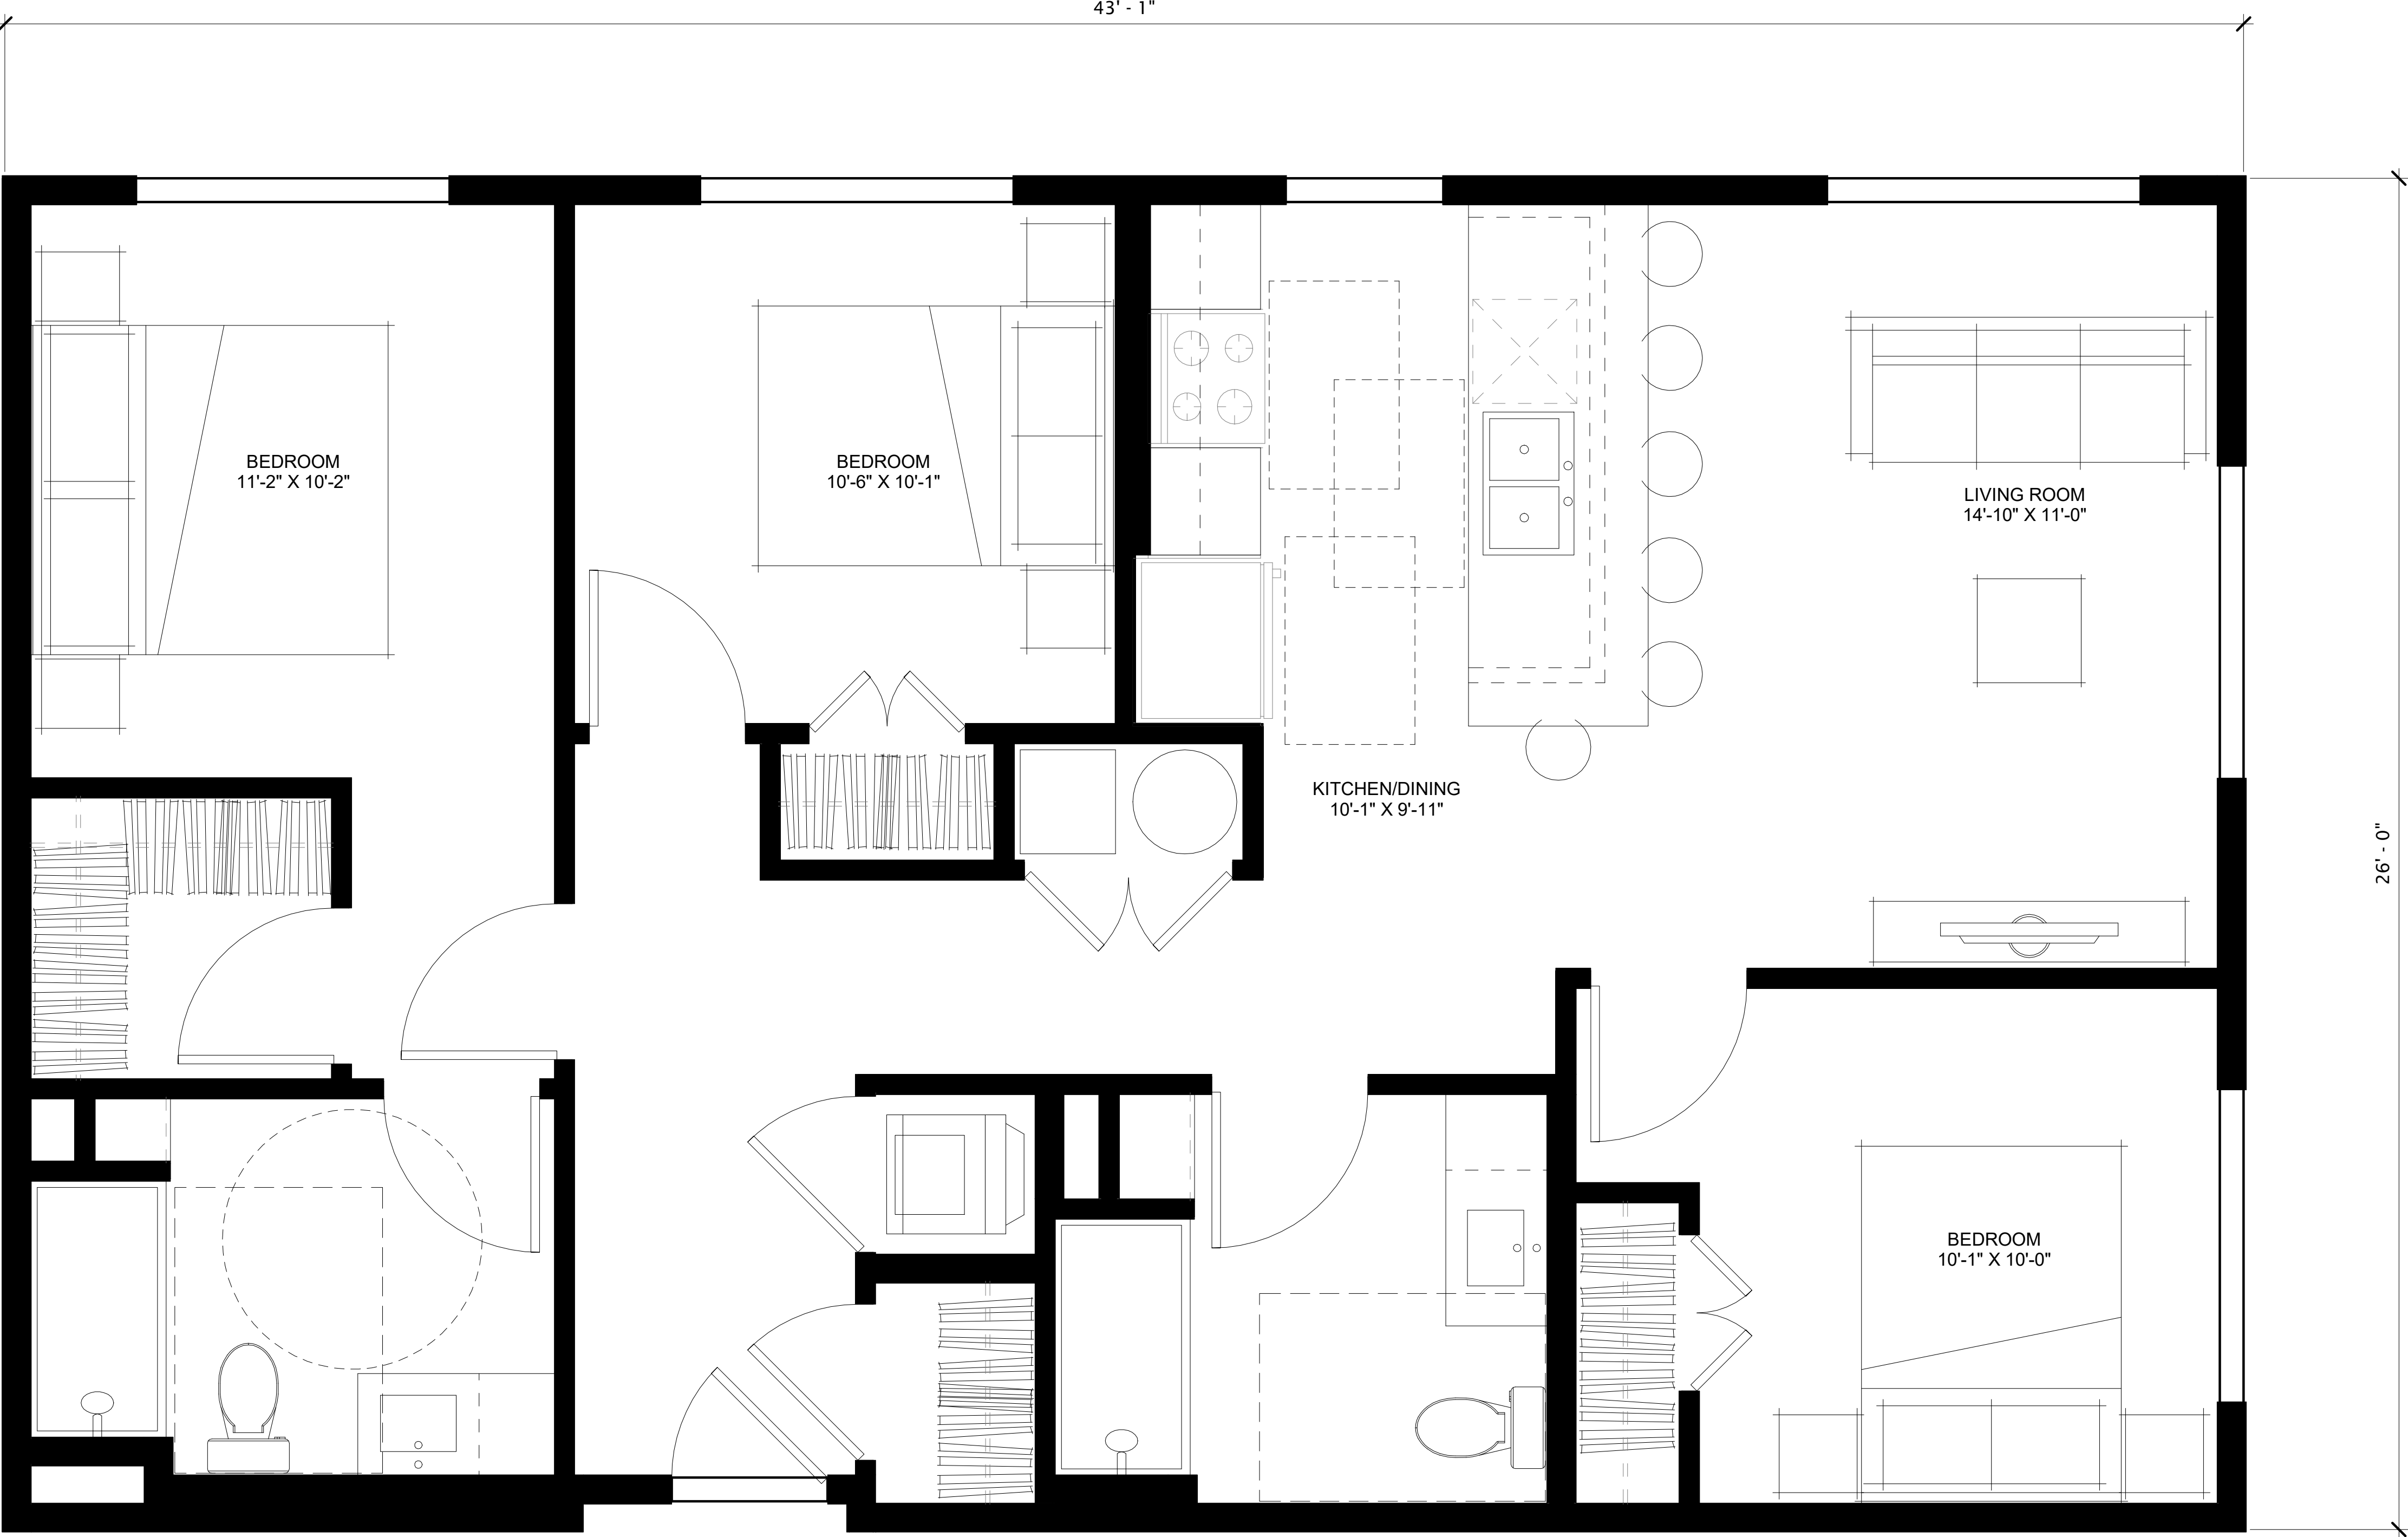 43' - 1"
BEDROOM
11'-2" X 10'-2"
BEDROOM
10'-6" X 10'-1"
LIVING ROOM
14'-10" X 11'-0"
KITCHEN/DINING
10'-1" X 9'-11"
26' - 0"
BEDROOM
10'-1" X 10'-0"